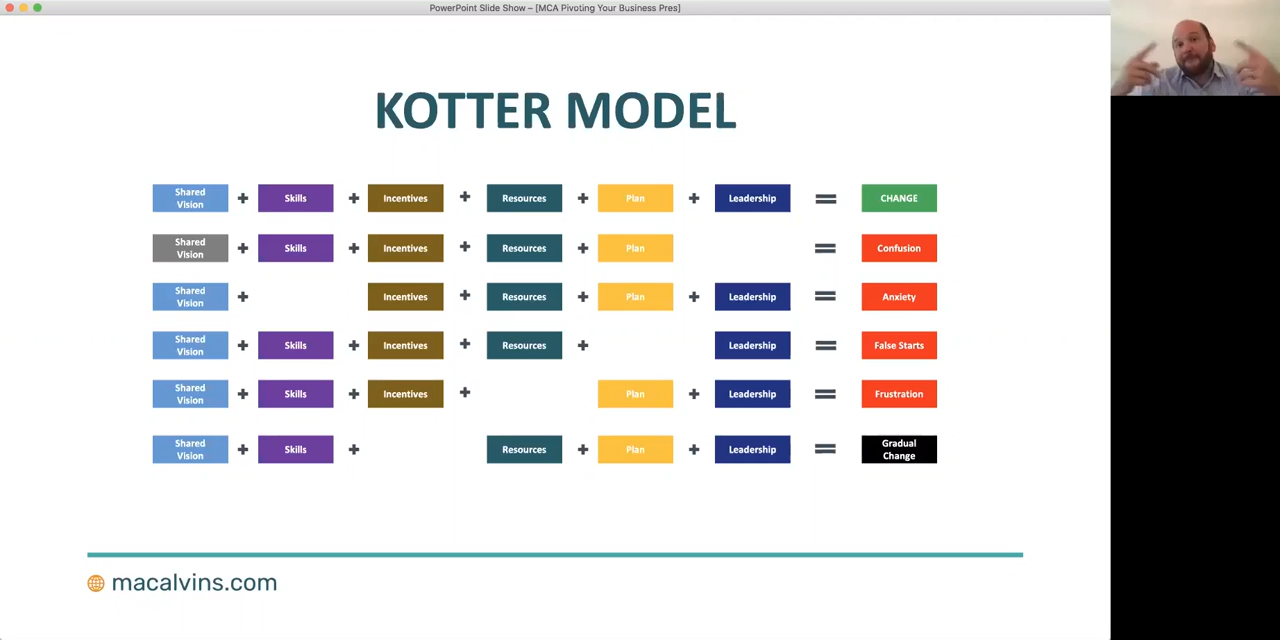 PowerPoint Slide Show – [MCA Pivoting Your Business Pres]
KOTTER MODEL
Shared
Vision
+ Skills + Incentives + Resources + Plan + Leadership = CHANGE
Shared
Vision
+ Skills + Incentives + Resources + Plan = Confusion
Shared
Vision
+ Incentives + Resources + Plan + Leadership = Anxiety
Shared
Vision
+ Skills + Incentives + Resources + Leadership = False Starts
Shared
Vision
+ Skills + Incentives + Plan + Leadership = Frustration
Shared
Vision
+ Skills + Resources + Plan + Leadership = Gradual
Change
macalvins.com